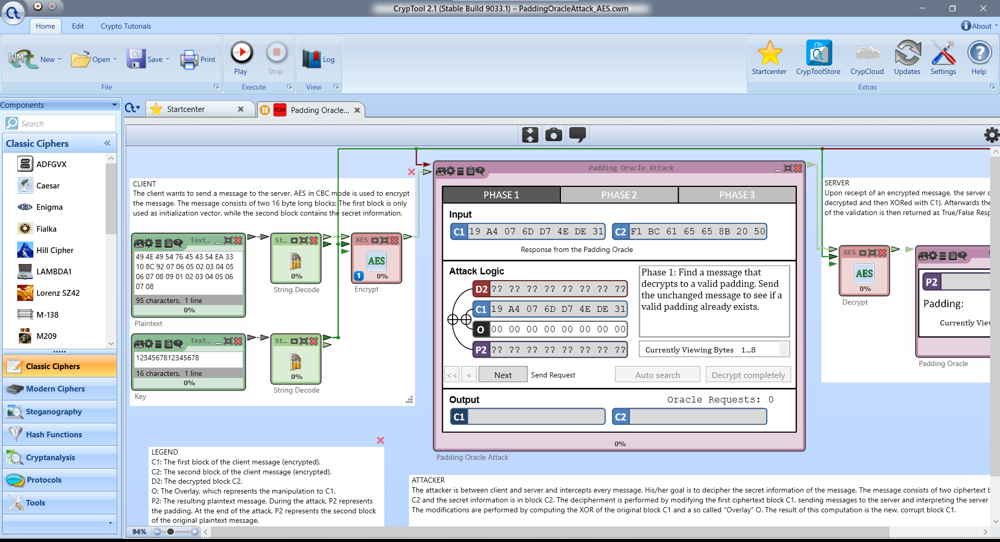 CrypTool 2.1 (Stable Build 9033.1) – PaddingOracleAttack_AES.cwm
Home Edit Crypto Tutorials About
New Open Save Print
Play Stop Log
Startcenter CrypToolStore CrypCloud Updates Settings Help
File Execute View Extras
Components
Search
Classic Ciphers
ADFGVX
Caesar
Enigma
Fialka
Hill Cipher
LAMBDA1
Lorenz SZ42
M-138
M209
Classic Ciphers
Modern Ciphers
Steganography
Hash Functions
Cryptanalysis
Protocols
Tools
Startcenter
POA Padding Oracle...
CLIENT
The client wants to send a message to the server. AES in CBC mode is used to encrypt
the message. The message consists of two 16 byte long blocks: The first block is only
used as initialization vector, while the second block contains the secret information.
Text...
49 4E 49 54 76 45 43 54 EA 33
10 8C 92 07 06 05 02 03 04 05
06 07 08 09 01 02 03 04 05 06
07 08
95 characters, 1 line
0%
Plaintext
St...
0%
String Decode
AES
AES
1 0%
Encrypt
Text...
1234567812345678
16 characters, 1 line
0%
Key
St...
0%
String Decode
Padding Oracle Attack
PHASE 1 PHASE 2 PHASE 3
Input
C1 19 A4 07 6D D7 4E DE 31 C2 F1 BC 61 65 65 8B 20 50
Response from the Padding Oracle
Attack Logic
D2 ?? ?? ?? ?? ?? ?? ?? ??
C1 19 A4 07 6D D7 4E DE 31
O 00 00 00 00 00 00 00 00
P2 ?? ?? ?? ?? ?? ?? ?? ??
Phase 1: Find a message that
decrypts to a valid padding. Send
the unchanged message to see if a
valid padding already exists.
Currently Viewing Bytes 1...8
<< < Next Send Request Auto search Decrypt completely
Output Oracle Requests: 0
C1 C2
0%
Padding Oracle Attack
SERVER
Upon receipt of an encrypted message, the server
decrypted and then XORed with C1). Afterwards the
of the validation is then returned as True/False Resp
AES
AES
0%
Decrypt
P2
Padding:
Currently View
Padding Oracle
LEGEND
C1: The first block of the client message (encrypted).
C2: The second block of the client message (encrypted).
D2: The decrypted block C2.
O: The Overlay, which represents the manipulation to C1.
P2: The resulting plaintext message. During the attack, P2 represents
the padding. At the end of the attack, P2 represents the second block
of the original plaintext message.
ATTACKER
The attacker is between client and server and intercepts every message. His/her goal is to decipher the secret information of the message. The message consists of two ciphertext
C2 and the secret information is in block C2. The decipherment is performed by modifying the first ciphertext block C1, sending messages to the server and interpreting the server
The modifications are performed by computing the XOR of the original block C1 and a so called "Overlay" O. The result of this computation is the new, corrupt block C1.
94%